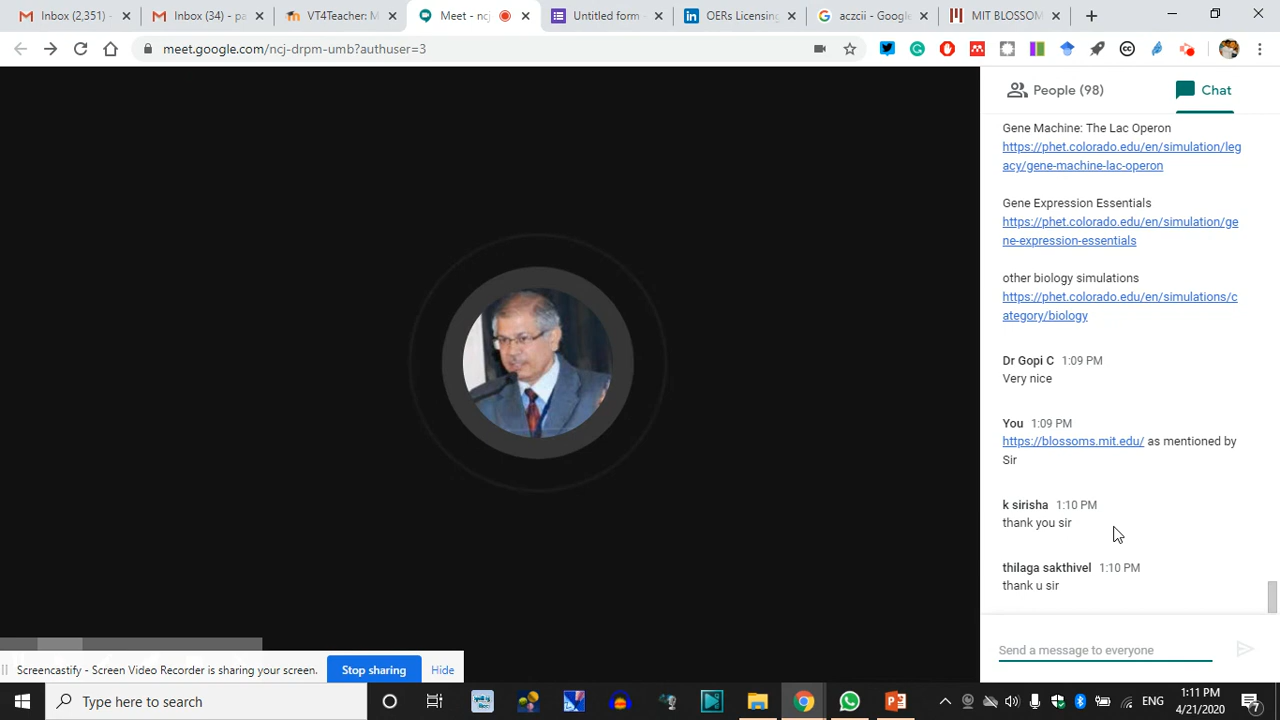 Inbox (2,351) -
Inbox (34) - pa
VT4Teacher: M
Meet - ncj
Untitled form -
OERs Licensing
aczcii - Google
MIT BLOSSOM
meet.google.com/ncj-drpm-umb?authuser=3
People (98)
Chat
Gene Machine: The Lac Operon
https://phet.colorado.edu/en/simulation/leg
acy/gene-machine-lac-operon
Gene Expression Essentials
https://phet.colorado.edu/en/simulation/ge
ne-expression-essentials
other biology simulations
https://phet.colorado.edu/en/simulations/c
ategory/biology
Dr Gopi C 1:09 PM
Very nice
You 1:09 PM
https://blossoms.mit.edu/ as mentioned by
Sir
k sirisha 1:10 PM
thank you sir
thilaga sakthivel 1:10 PM
thank u sir
Send a message to everyone
Screencastify - Screen Video Recorder is sharing your screen.
Stop sharing
Hide
Type here to search
ENG
1:11 PM
4/21/2020
7